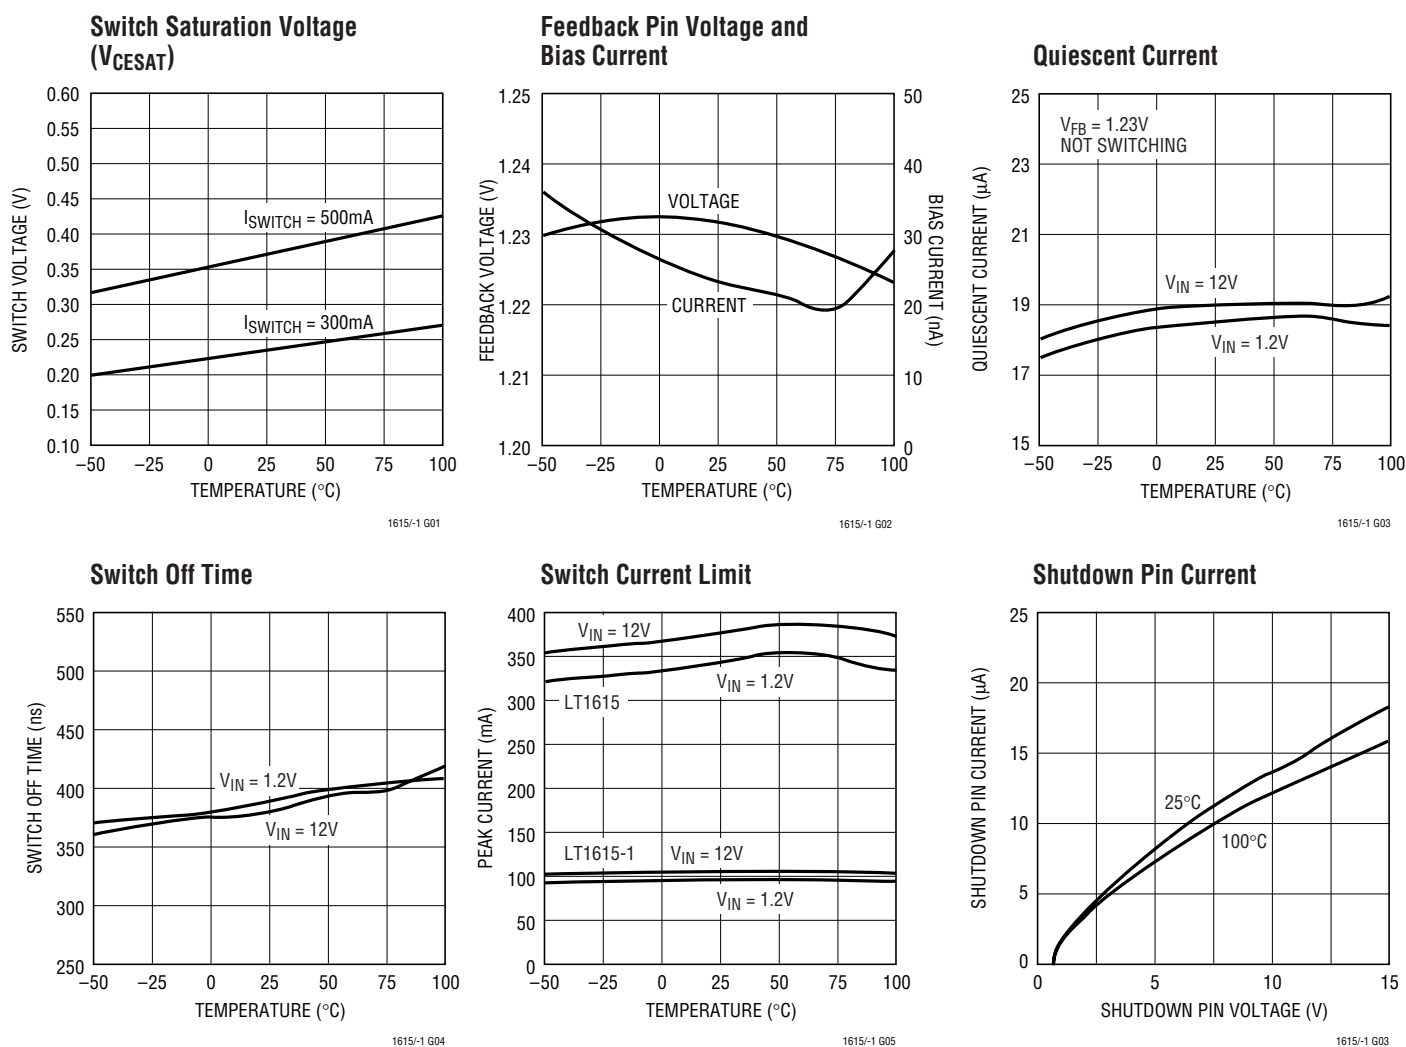 Switch Saturation Voltage
(VCESAT)
0.60
0.55
0.50
0.45
0.40
0.35
0.30
0.25
0.20
0.15
0.10
SWITCH VOLTAGE (V)
ISWITCH = 500mA
ISWITCH = 300mA
–50 –25 0 25 50 75 100
TEMPERATURE (°C)
1615/-1 G01
Feedback Pin Voltage and
Bias Current
1.25
1.24
1.23
1.22
1.21
1.20
FEEDBACK VOLTAGE (V)
VOLTAGE
CURRENT
50
40
30
20
10
0
BIAS CURRENT (nA)
–50 –25 0 25 50 75 100
TEMPERATURE (°C)
1615/-1 G02
Quiescent Current
25
23
21
19
17
15
QUIESCENT CURRENT (µA)
VFB = 1.23V
NOT SWITCHING
VIN = 12V
VIN = 1.2V
–50 –25 0 25 50 75 100
TEMPERATURE (°C)
1615/-1 G03
Switch Off Time
550
500
450
400
350
300
250
SWITCH OFF TIME (ns)
VIN = 1.2V
VIN = 12V
–50 –25 0 25 50 75 100
TEMPERATURE (°C)
1615/-1 G04
Switch Current Limit
400
350
300
250
200
150
100
50
0
PEAK CURRENT (mA)
VIN = 12V
VIN = 1.2V
LT1615
LT1615-1 VIN = 12V
VIN = 1.2V
–50 –25 0 25 50 75 100
TEMPERATURE (°C)
1615/-1 G05
Shutdown Pin Current
25
20
15
10
5
0
SHUTDOWN PIN CURRENT (µA)
25°C
100°C
0 5 10 15
SHUTDOWN PIN VOLTAGE (V)
1615/-1 G03